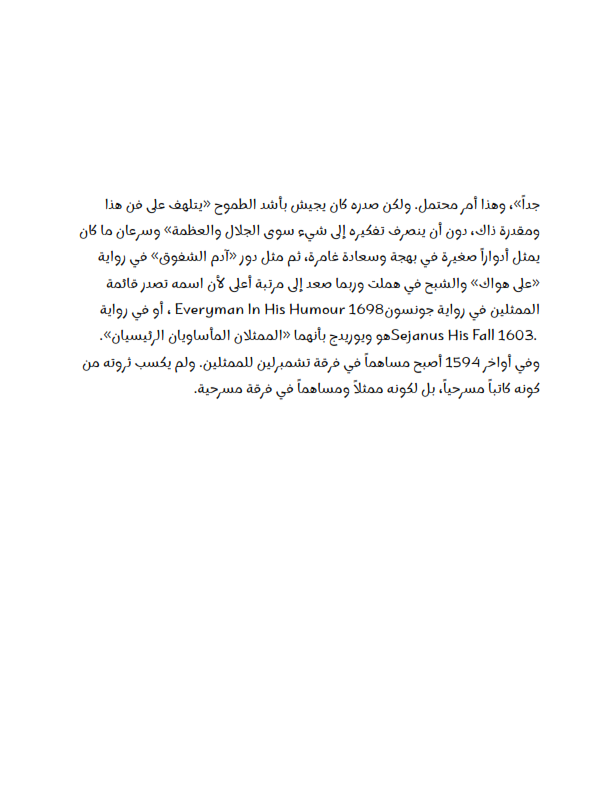 جداً»، وهذا أمر محتمل. ولكن صدره كان يجيش بأشد الطموح «يتلهف على فن هذا
ومقدرة ذاك، دون أن ينصرف تفكيره إلى شيء سوى الجلال والعظمة» وسرعان ما كان
يمثل أدواراً صغيرة في بهجة وسعادة غامرة، ثم مثل دور «آدم الشغوق» في رواية
«على هواك» والشبح في هملت وربما صعد إلى مرتبة أعلى لأن اسمه تصدر قائمة
الممثلين في رواية جونسون1698 Everyman In His Humour ، أو في رواية
Sejanus His Fall 1603. هو وبوريدج بأنهما «الممثلان المأساويان الرئيسيان».
وفي أواخر 1594 أصبح مساهماً في فرقة تشمبرلين للممثلين. ولم يكسب ثروته من
كونه كاتباً مسرحياً، بل لكونه ممثلاً ومساهماً في فرقة مسرحية.